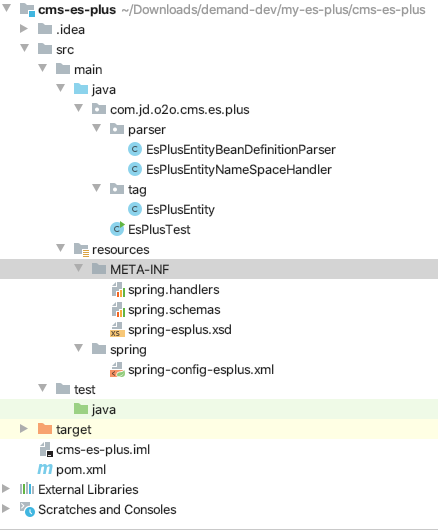 cms-es-plus ~/Downloads/demand-dev/my-es-plus/cms-es-plus
.idea
src
main
java
com.jd.o2o.cms.es.plus
parser
EsPlusEntityBeanDefinitionParser
EsPlusEntityNameSpaceHandler
tag
EsPlusEntity
EsPlusTest
resources
META-INF
spring.handlers
spring.schemas
spring-esplus.xsd
spring
spring-config-esplus.xml
test
java
target
cms-es-plus.iml
pom.xml
External Libraries
Scratches and Consoles